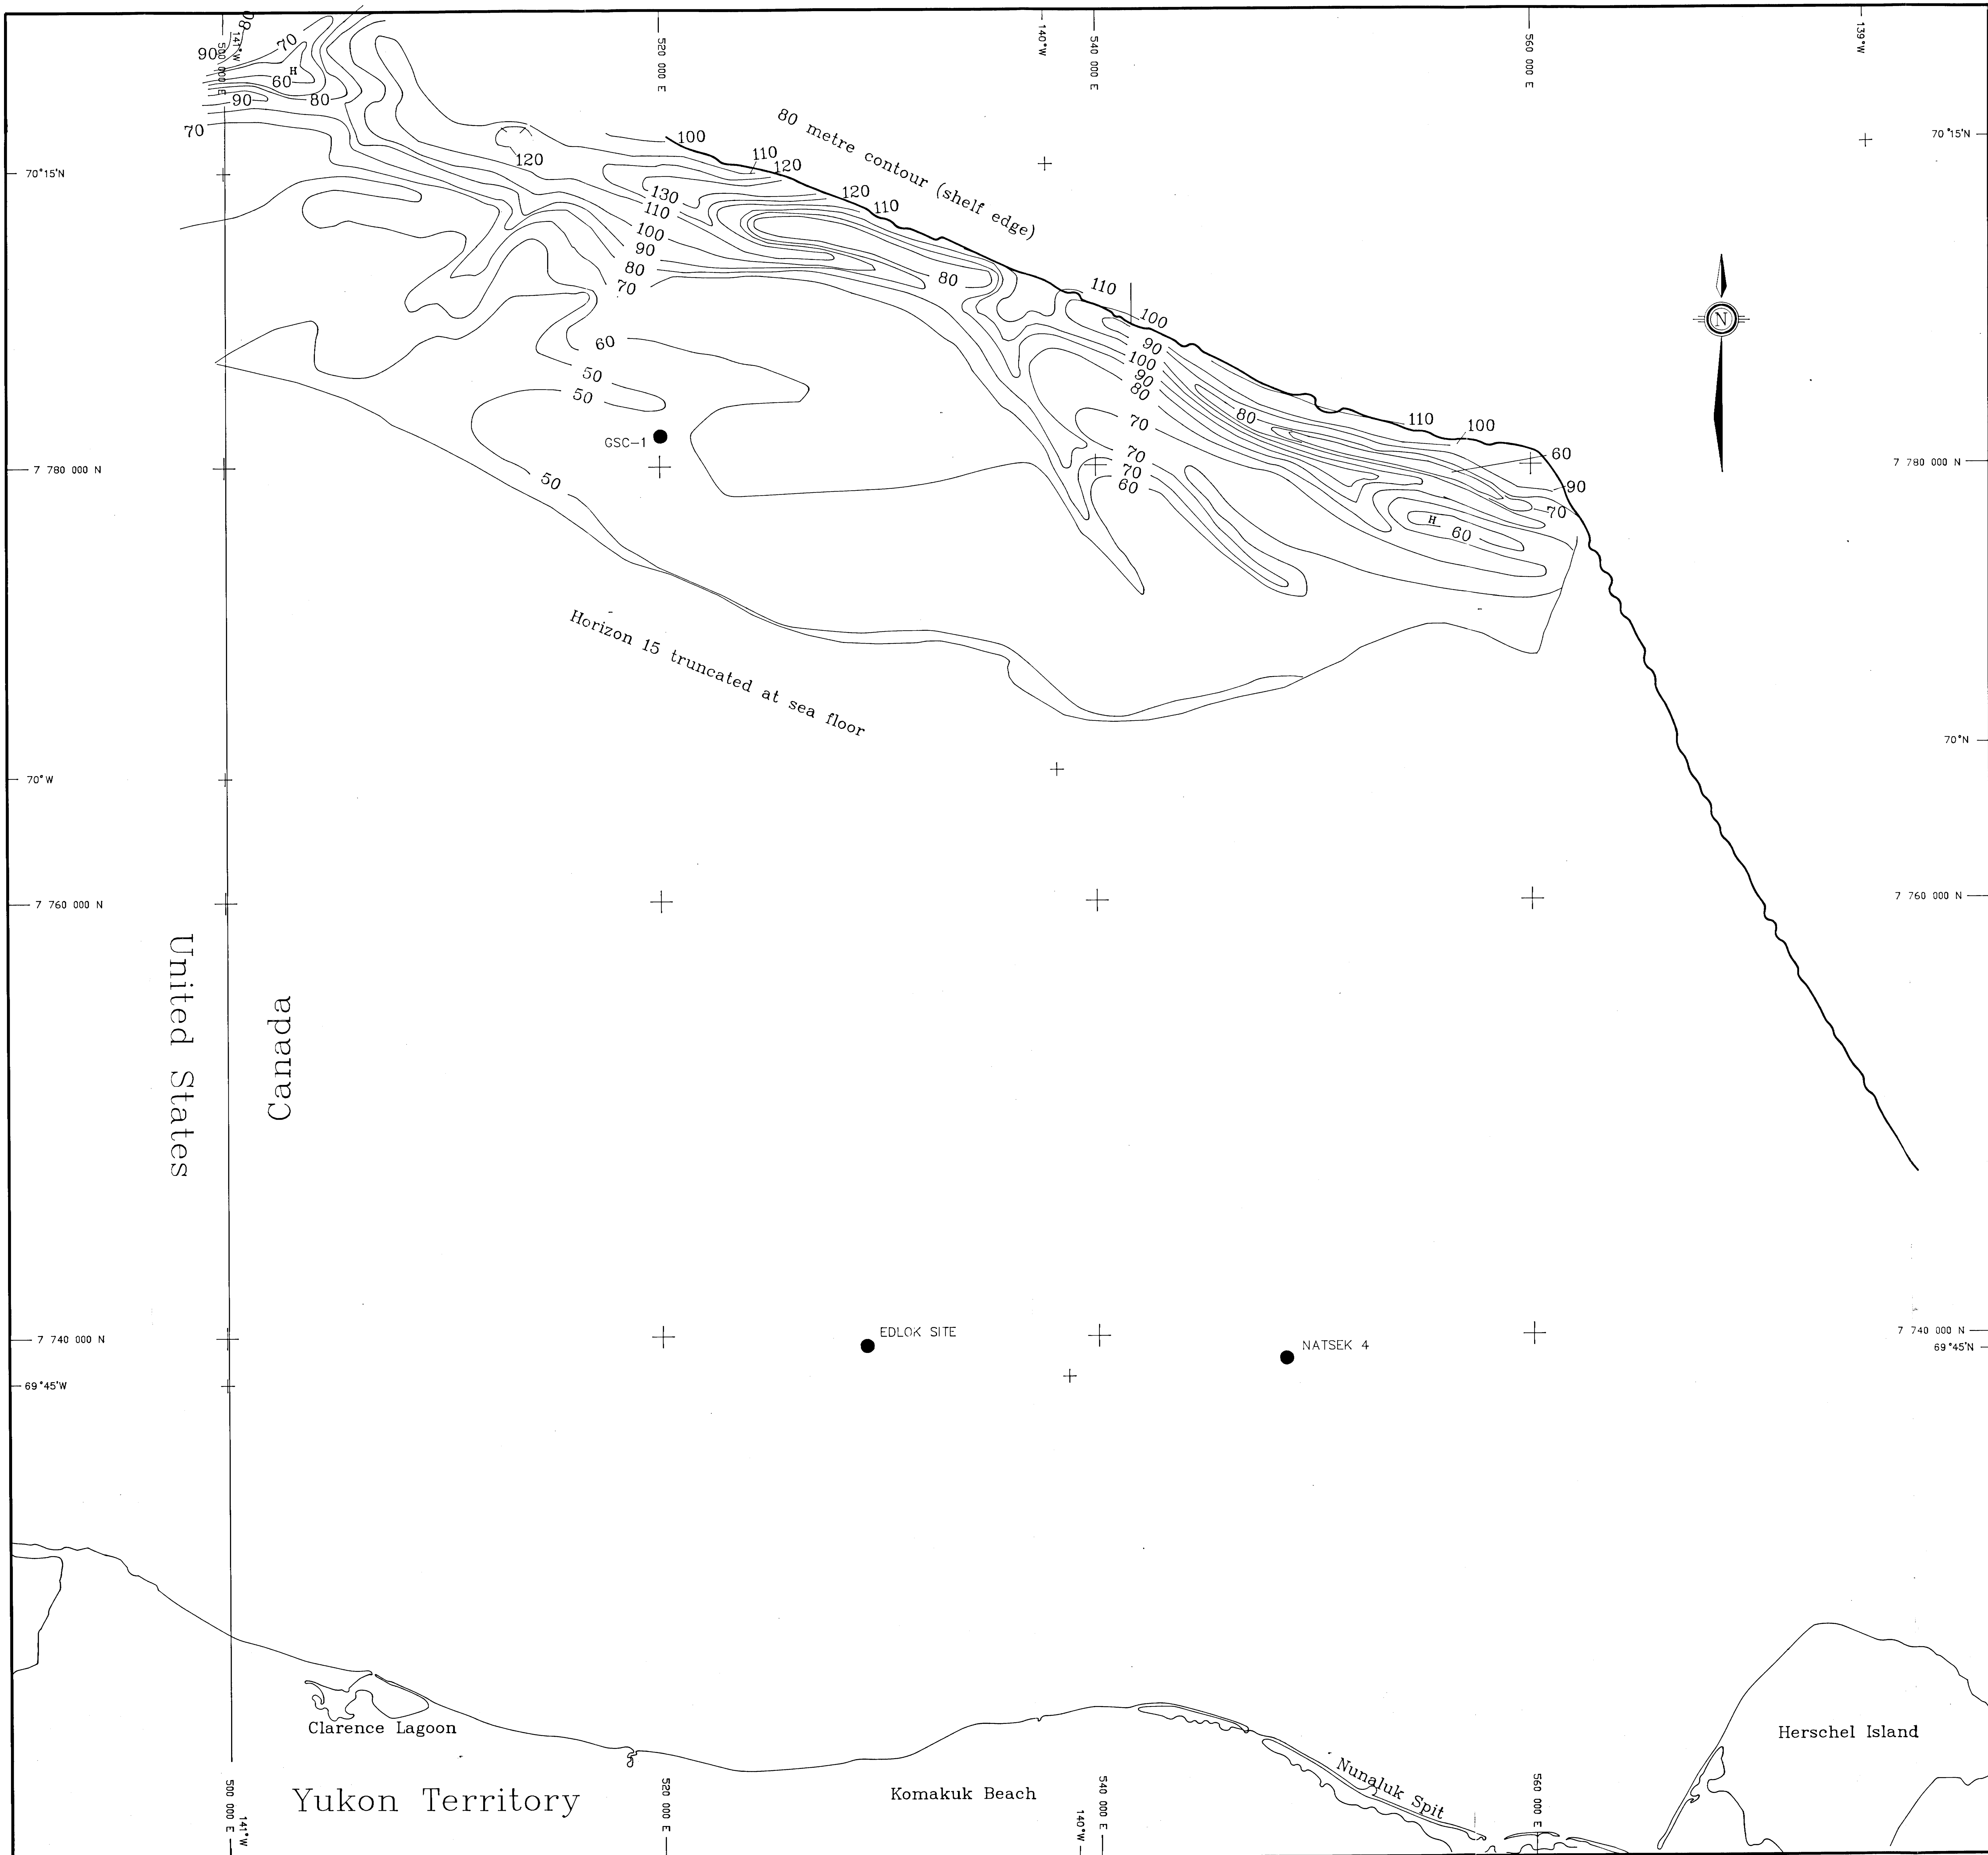 80
70
90
500 000 E
141°W
520 000 E
140°W
540 000 E
560 000 E
139°W
H
60
90
80
70
80 metre contour (shelf edge)
70°15'N
70°15'N
100
110
120
120
130
120
110
110
100
90
80
70
80
110
N
100
60
90
100
90
80
50
50
80
70
110
100
GSC-1
60
70
70
60
7 780 000 N
7 780 000 N
50
90
70
H
60
Horizon 15 truncated at sea floor
70°N
70°W
7 760 000 N
7 760 000 N
United States
Canada
EDLOK SITE
NATSEK 4
7 740 000 N
7 740 000 N
69°45'N
69°45'W
Clarence Lagoon
Herschel Island
Nunaluk Spit
Komakuk Beach
Yukon Territory
500 000 E
141°W
520 000 E
540 000 E
140°W
560 000 E